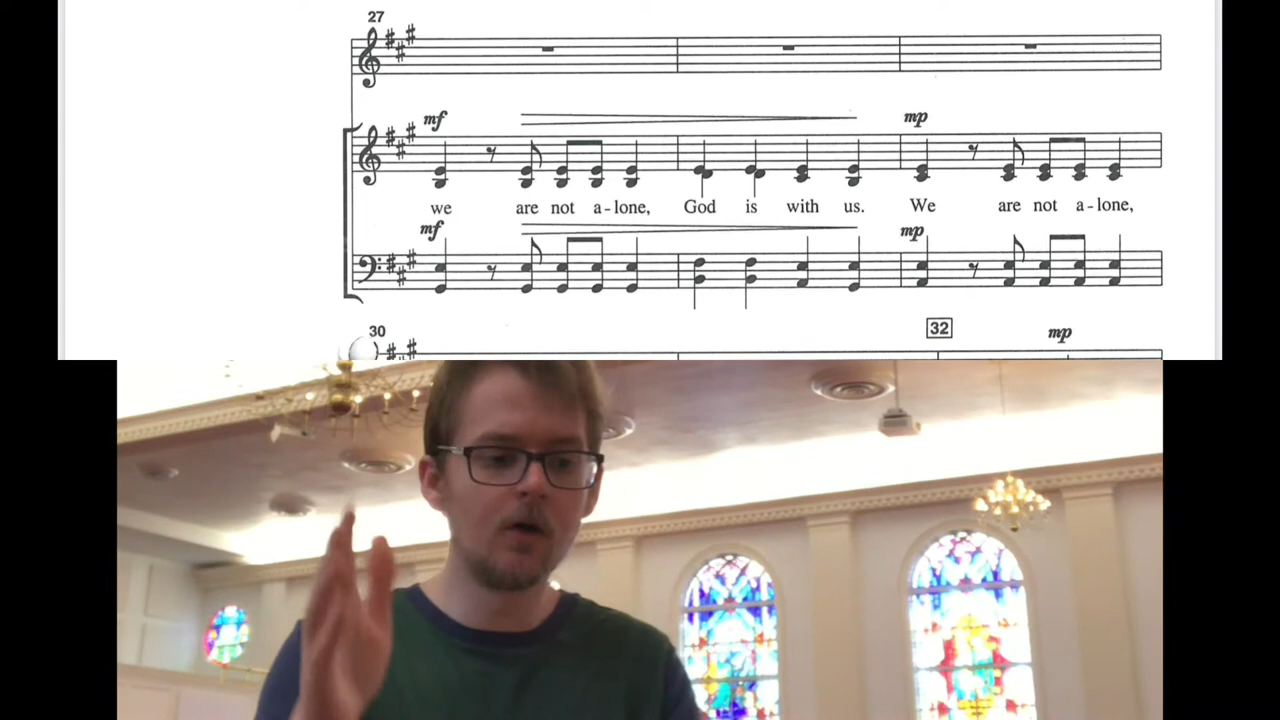 27
mf
we are not a-lone, God is with us. We are not a-lone,
mf
mp
mp
30
32
mp